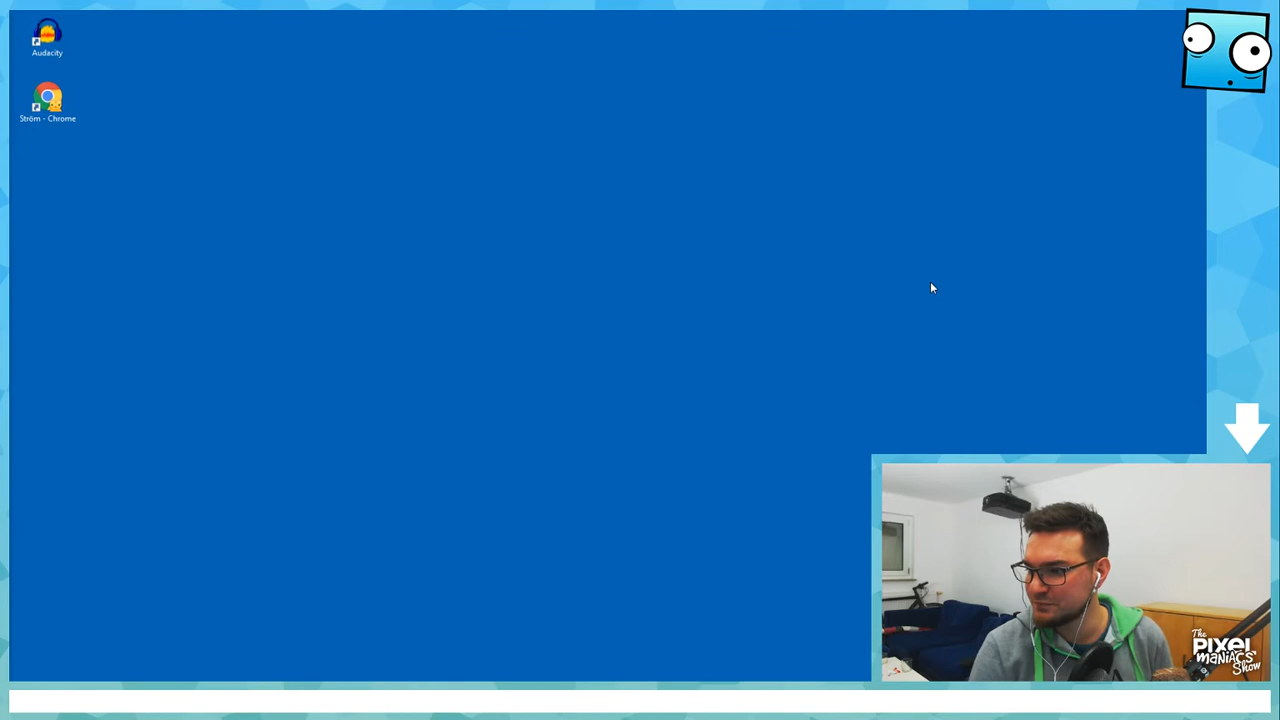 Audacity
Ström - Chrome
The
PIXEL
MANIACS
Show